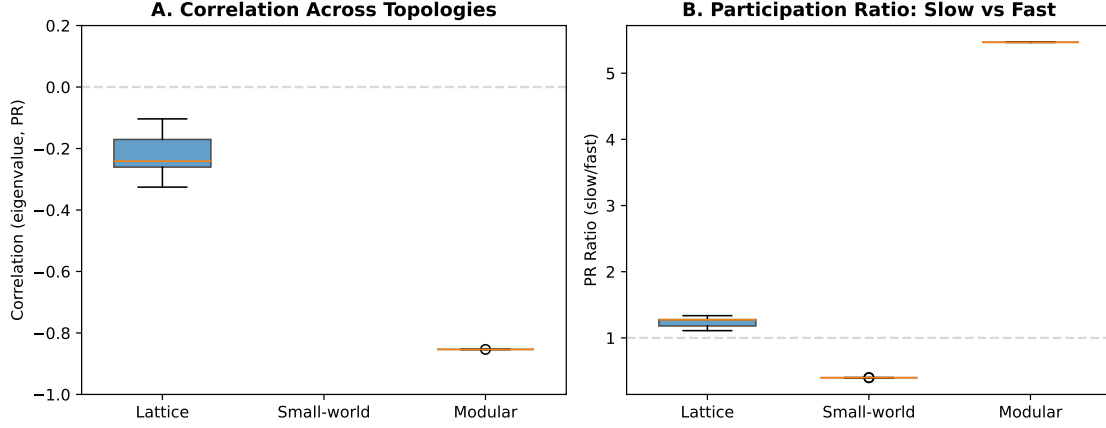 A. Correlation Across Topologies
0.2
0.0
−0.2
−0.4
−0.6
−0.8
−1.0
Correlation (eigenvalue, PR)
Lattice
Small-world
Modular
B. Participation Ratio: Slow vs Fast
5
4
3
2
1
PR Ratio (slow/fast)
Lattice
Small-world
Modular